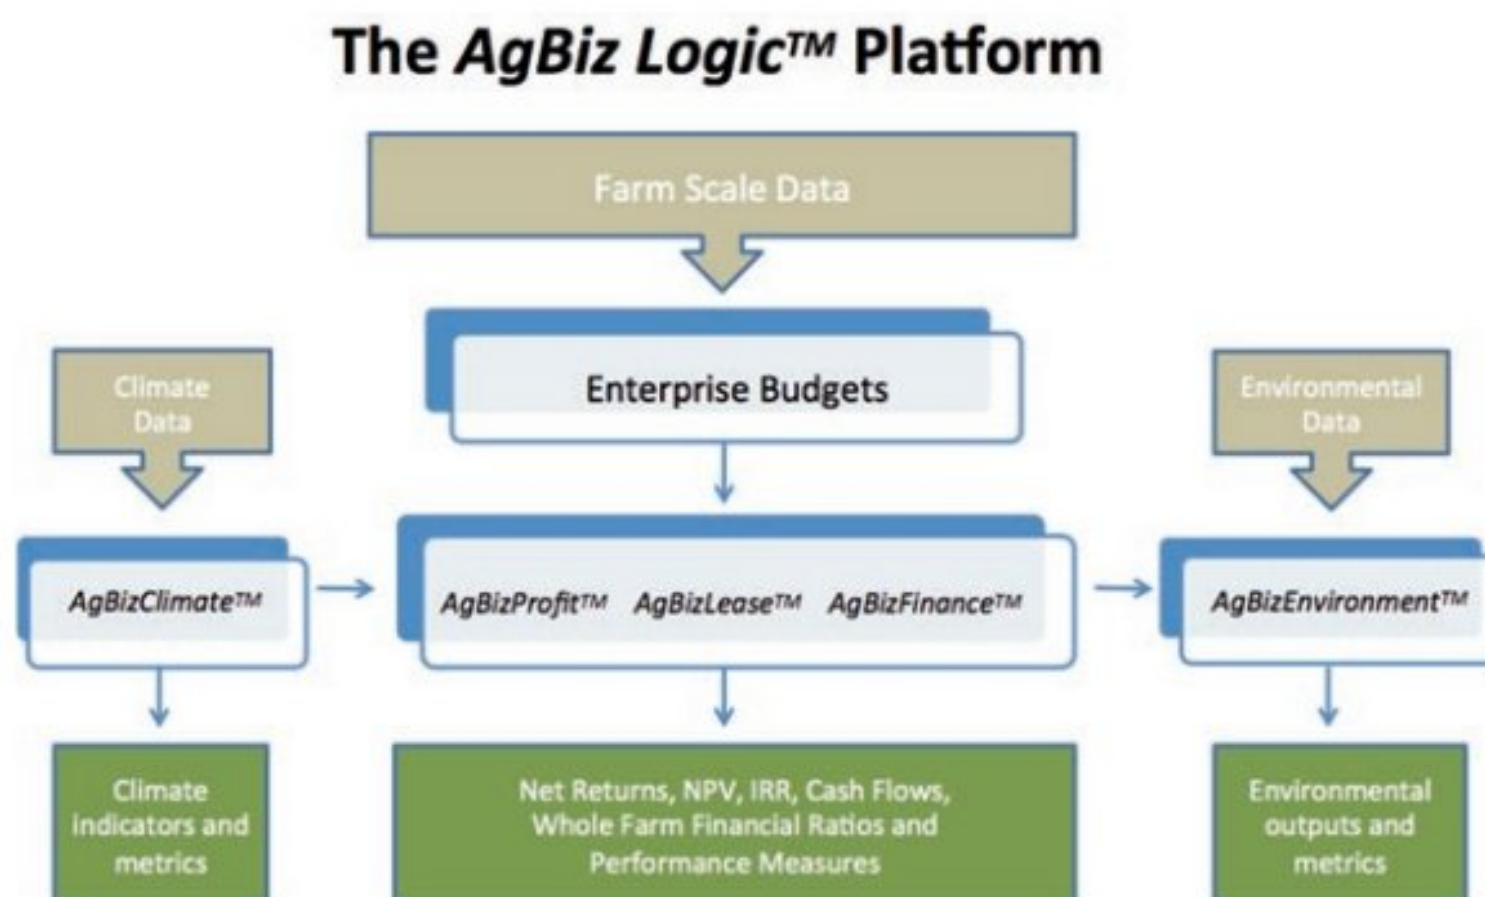 The AgBiz Logic™ Platform
Farm Scale Data
Enterprise Budgets
Climate
Data
Environmental
Data
AgBizClimate™
AgBizProfit™ AgBizLease™ AgBizFinance™
AgBizEnvironment™
Climate
indicators and
metrics
Net Returns, NPV, IRR, Cash Flows,
Whole Farm Financial Ratios and
Performance Measures
Environmental
outputs and
metrics